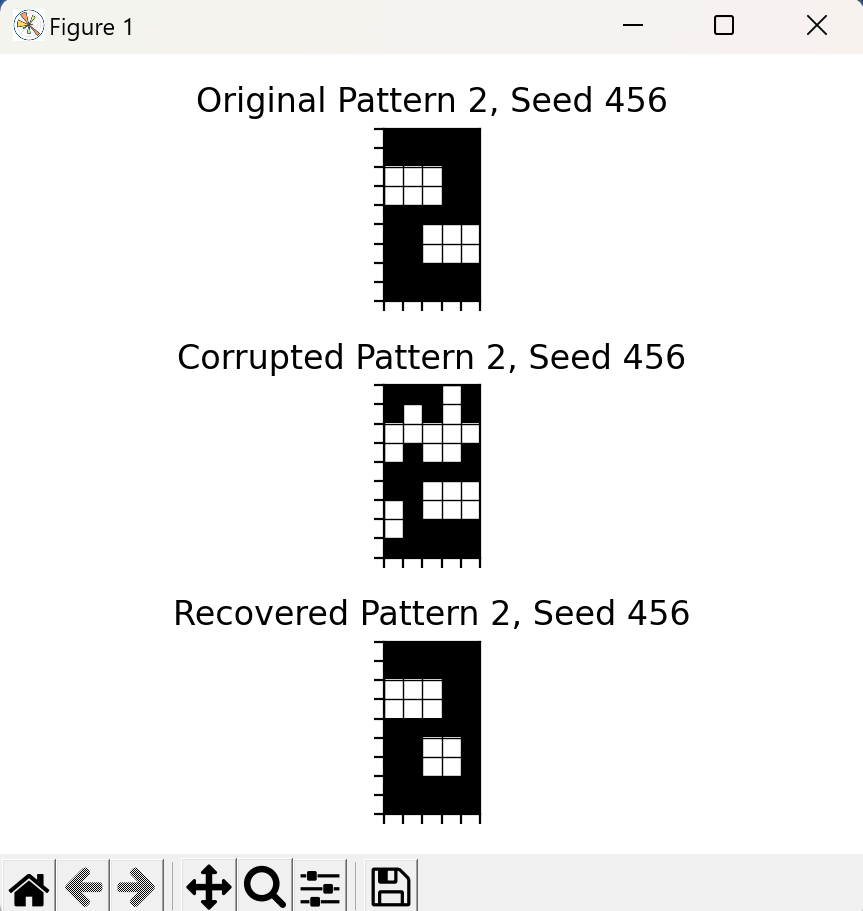 Figure 1
Original Pattern 2, Seed 456
Corrupted Pattern 2, Seed 456
Recovered Pattern 2, Seed 456